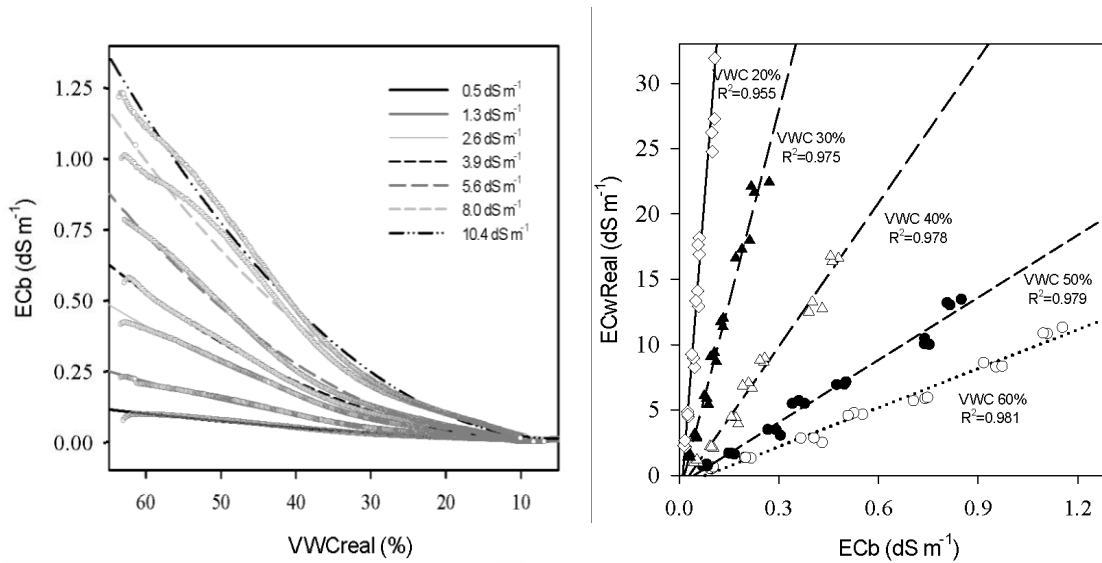 1.25
1.00
0.75
0.50
0.25
0.00
ECb (dS m⁻¹)
60 50 40 30 20 10
VWCreal (%)
0.5 dS m⁻¹
1.3 dS m⁻¹
2.6 dS m⁻¹
3.9 dS m⁻¹
5.6 dS m⁻¹
8.0 dS m⁻¹
10.4 dS m⁻¹
30
25
20
15
10
5
0
ECwReal (dS m⁻¹)
0.0 0.3 0.6 0.9 1.2
ECb (dS m⁻¹)
VWC 20%
R²=0.955
VWC 30%
R²=0.975
VWC 40%
R²=0.978
VWC 50%
R²=0.979
VWC 60%
R²=0.981